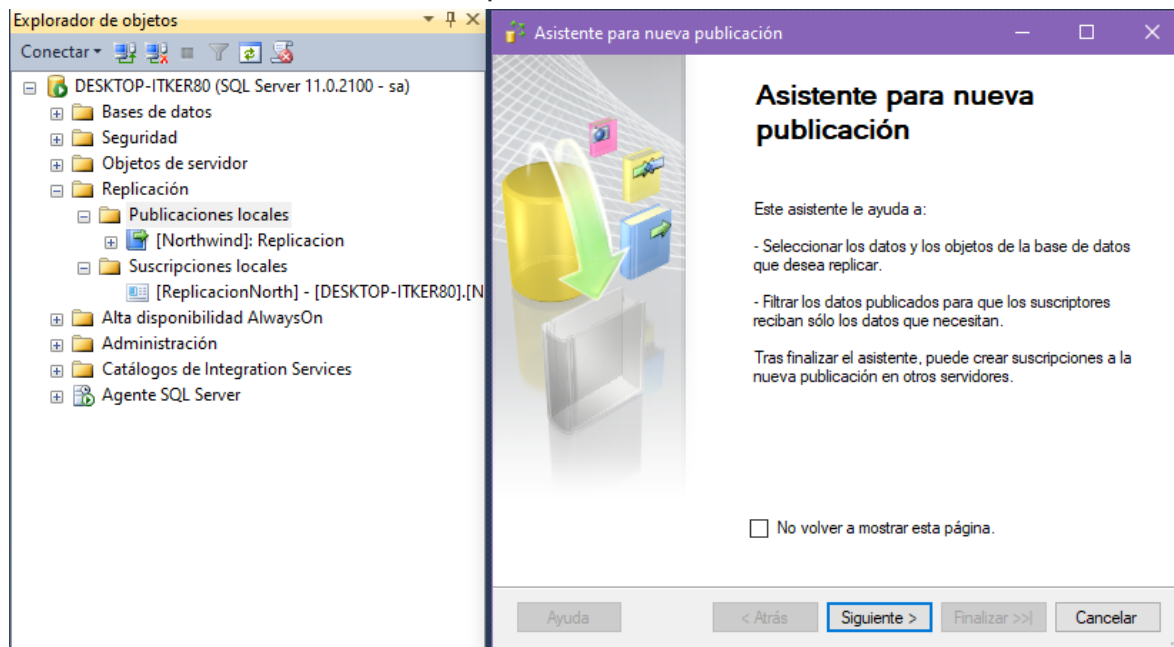 Explorador de objetos
Conectar
DESKTOP-ITKER80 (SQL Server 11.0.2100 - sa)
Bases de datos
Seguridad
Objetos de servidor
Replicación
Publicaciones locales
[Northwind]: Replicacion
Suscripciones locales
[ReplicacionNorth] - [DESKTOP-ITKER80].[N
Alta disponibilidad AlwaysOn
Administración
Catálogos de Integration Services
Agente SQL Server
Asistente para nueva publicación
Asistente para nueva
publicación
Este asistente le ayuda a:
- Seleccionar los datos y los objetos de la base de datos
que desea replicar.
- Filtrar los datos publicados para que los suscriptores
reciban sólo los datos que necesitan.
Tras finalizar el asistente, puede crear suscripciones a la
nueva publicación en otros servidores.
No volver a mostrar esta página.
Ayuda
< Atrás
Siguiente >
Finalizar >>|
Cancelar